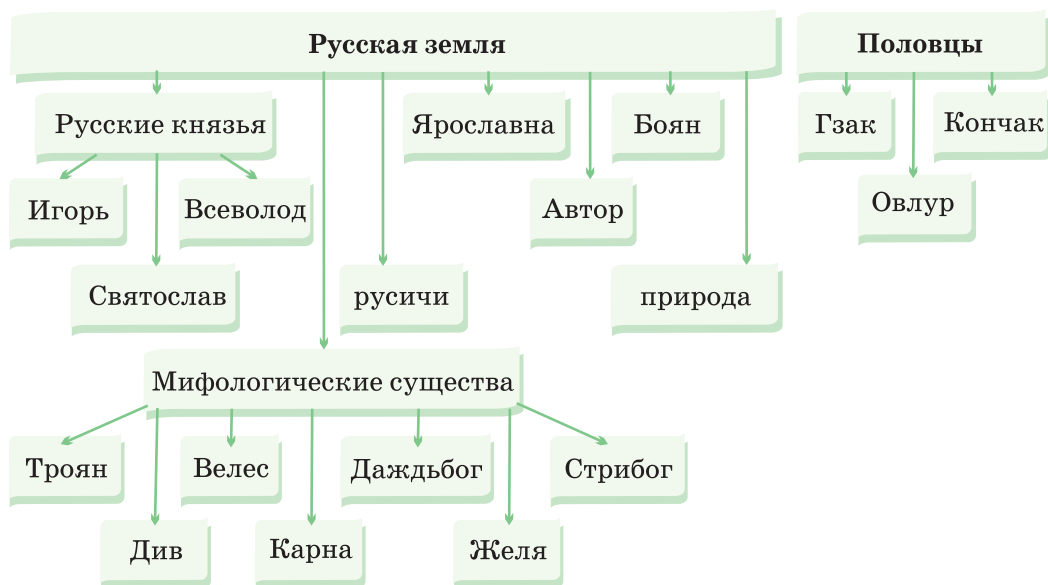 Русская земля
Половцы
Русские князья
Ярославна
Боян
Гзак
Кончак
Игорь
Всеволод
Автор
Овлур
Святослав
русичи
природа
Мифологические существа
Троян
Велес
Даждьбог
Стрибог
Див
Карна
Желя